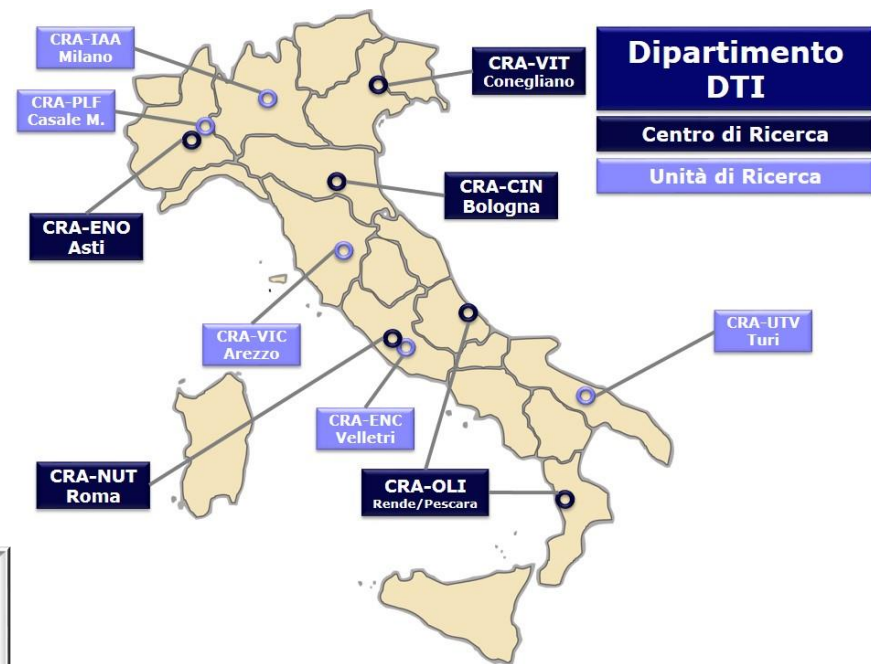 CRA-IAA
Milano
CRA-PLF
Casale M.
CRA-ENO
Asti
CRA-VIT
Conegliano
CRA-CIN
Bologna
Dipartimento
DTI
Centro di Ricerca
Unità di Ricerca
CRA-VIC
Arezzo
CRA-UTV
Turi
CRA-ENC
Velletri
CRA-NUT
Roma
CRA-OLI
Rende/Pescara